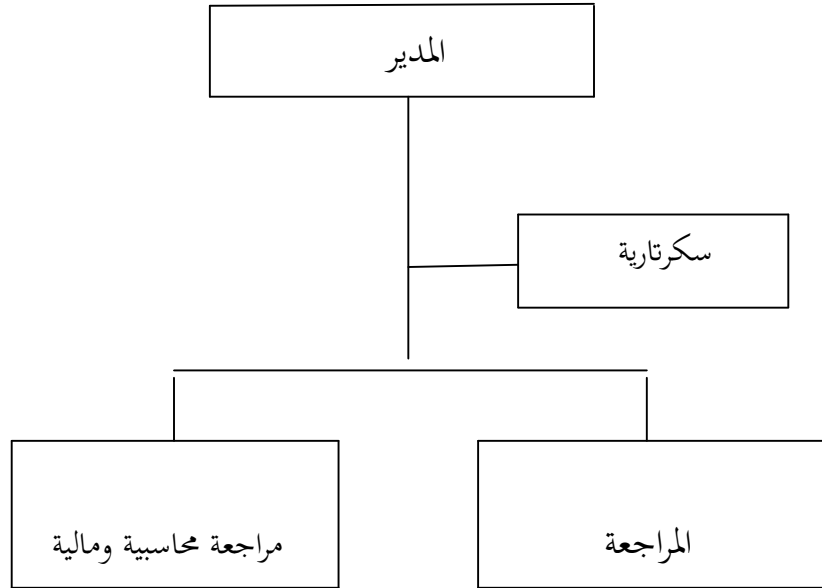 المدير
سكرتارية
المراجعة
مراجعة محاسبية ومالية